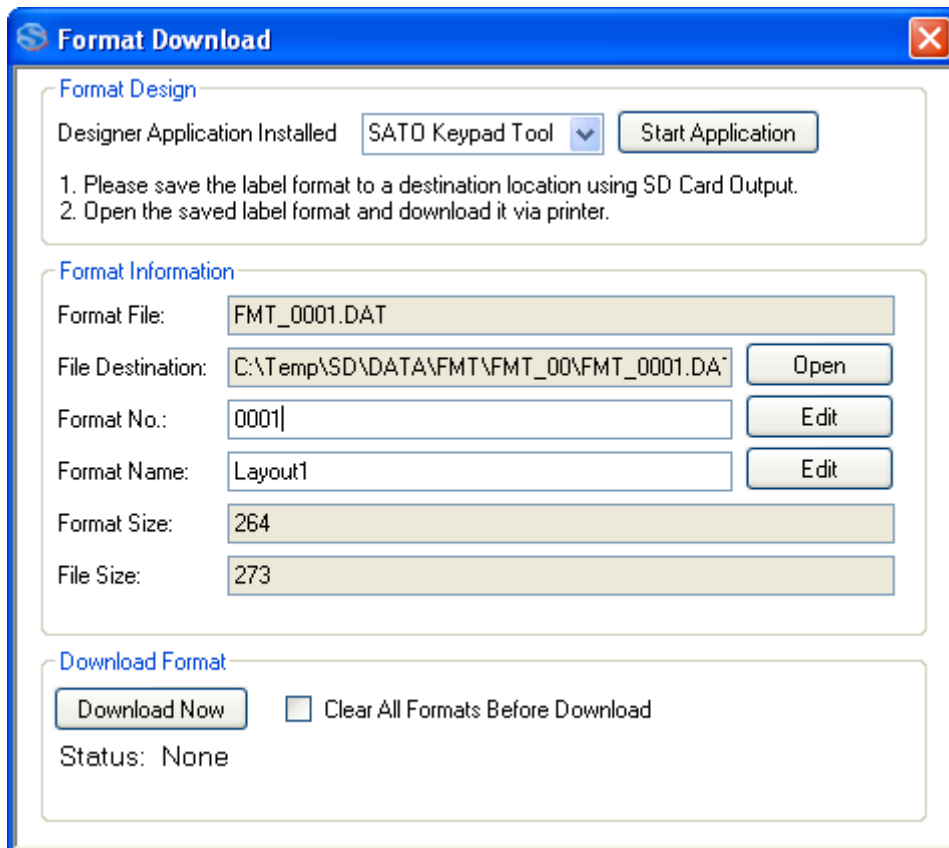 Format Download
Format Design
Designer Application Installed SATO Keypad Tool Start Application
1. Please save the label format to a destination location using SD Card Output.
2. Open the saved label format and download it via printer.
Format Information
Format File: FMT_0001.DAT
File Destination: C:\Temp\SD\DATA\FMT\FMT_00\FMT_0001.DAT Open
Format No.: 0001 Edit
Format Name: Layout1 Edit
Format Size: 264
File Size: 273
Download Format
Download Now Clear All Formats Before Download
Status: None